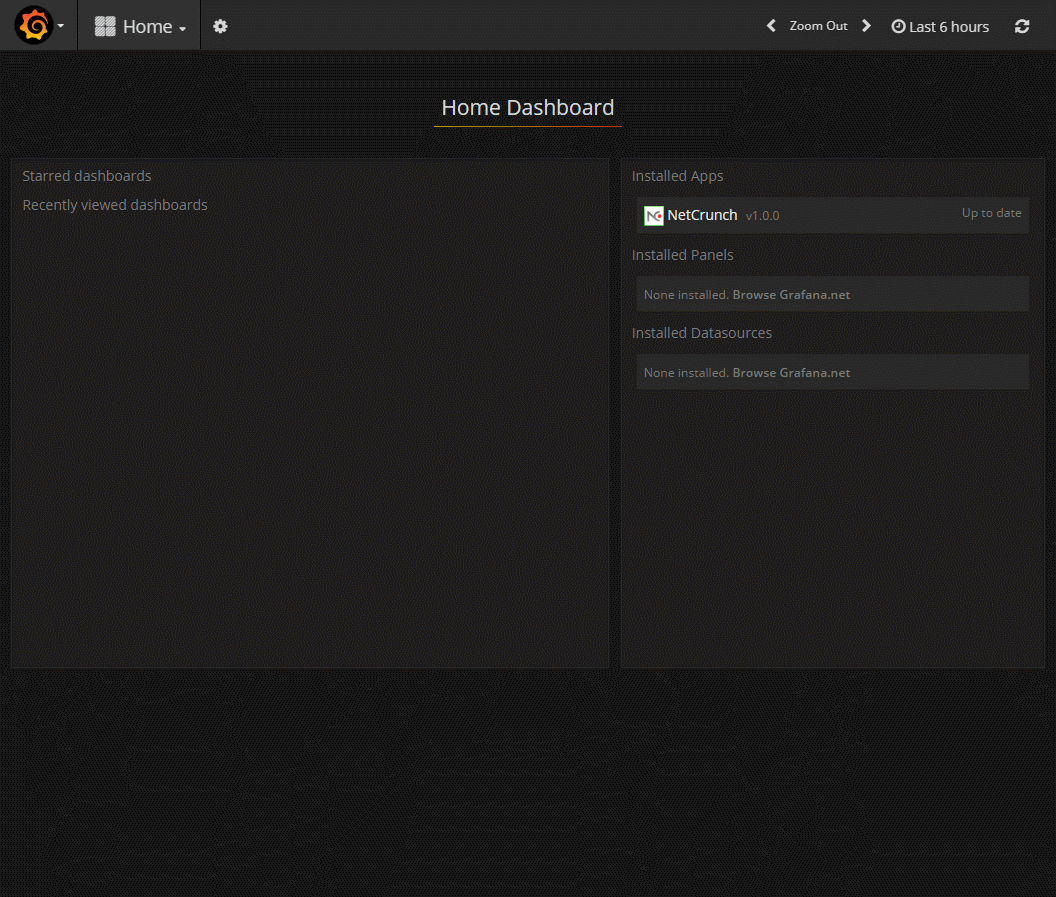 Home
Zoom Out
Last 6 hours
Home Dashboard
Starred dashboards
Recently viewed dashboards
Installed Apps
NetCrunch v1.0.0 Up to date
Installed Panels
None installed. Browse Grafana.net
Installed Datasources
None installed. Browse Grafana.net